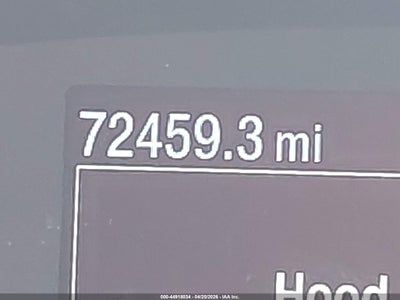 72459.3 mi
Hood
000-44918034 - 04/20/2026 - IAA Inc.